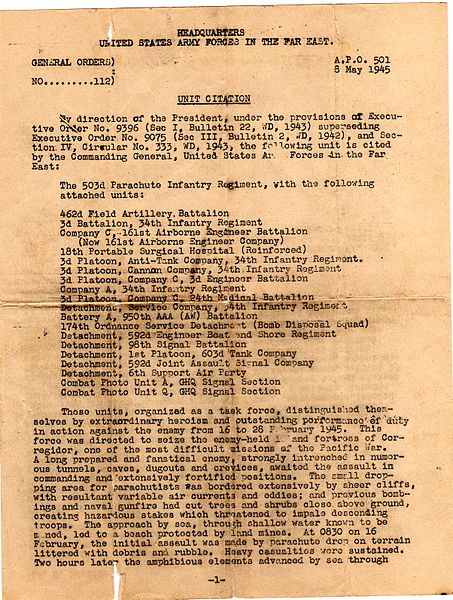 HEADQUARTERS
UNITED STATES ARMY FORCES IN THE FAR EAST.
GENERAL ORDERS) A.P.O. 501
: 8 May 1945
NO.........112)
UNIT CITATION
By direction of the President, under the provisions of Execu-
tive Order No. 9396 (Sec I, Bulletin 22, WD, 1943) superseding
Executive Order No. 9075 (Sec III, Bulletin 11, WD, 1942), and Sec-
tion IV, Circular No. 333, WD, 1943, the following unit is cited
by the Commanding General, United States Ar Forces in the Far
East:
The 503d Parachute Infantry Regiment, with the following
attached units:
462d Field Artillery Battalion
3d Battalion, 34th Infantry Regiment
Company C, 161st Airborne Engineer Battalion
(Now 161st Airborne Engineer Company)
18th Portable Surgical Hospital (Reinforced)
3d Platoon, Anti-Tank Company, 34th Infantry Regiment.
3d Platoon, Cannon Company, 34th Infantry Regiment
3d Platoon, Company C, 3d Engineer Battalion
Company A, 34th Infantry Regiment
3d Platoon, Company C, 24th Medical Battalion
Detachment, Service Company, 34th Infantry Regiment
Battery A, 950th AAA (AW) Battalion
174th Ordnance Service Detachment (Bomb Disposal Squad)
Detachment, 592d Engineer Boat and Shore Regiment
Detachment, 98th Signal Battalion
Detachment, 1st Platoon, 603d Tank Company
Detachment, 592d Joint Assault Signal Company
Detachment, 6th Support Air Party
Combat Photo Unit A, GHQ Signal Section
Combat Photo Unit Q, GHQ Signal Section
These units, organized as a task force, distinguished them-
selves by extraordinary heroism and outstanding performance of duty
in action against the enemy from 16 to 28 February 1945. This
force was directed to seize the enemy-held i and fortress of Cor-
regidor, one of the most difficult missions of the Pacific War.
A long prepared and fanatical enemy, strongly intrenched in num-
erous tunnels, caves, dugouts and crevices, awaited the assault in
commanding and extensively fortified positions. The small drop-
ping area for parachutists was bordered extensively by sheer cliffs,
with resultant variable air currents and eddies; and previous bomb-
ings and naval gunfire had cut trees and shrubs close above ground,
creating hazardous stakes which threatened to impale descending
troops. The approach by sea, through shallow water known to be
m ned, led to a beach protected by land mines. At 0830 on 16
February, the initial assault was made by parachute drop on terrain
littered with debris and rubble. Heavy casualties were sustained.
Two hours later the amphibious elements advanced by sea through
-1-